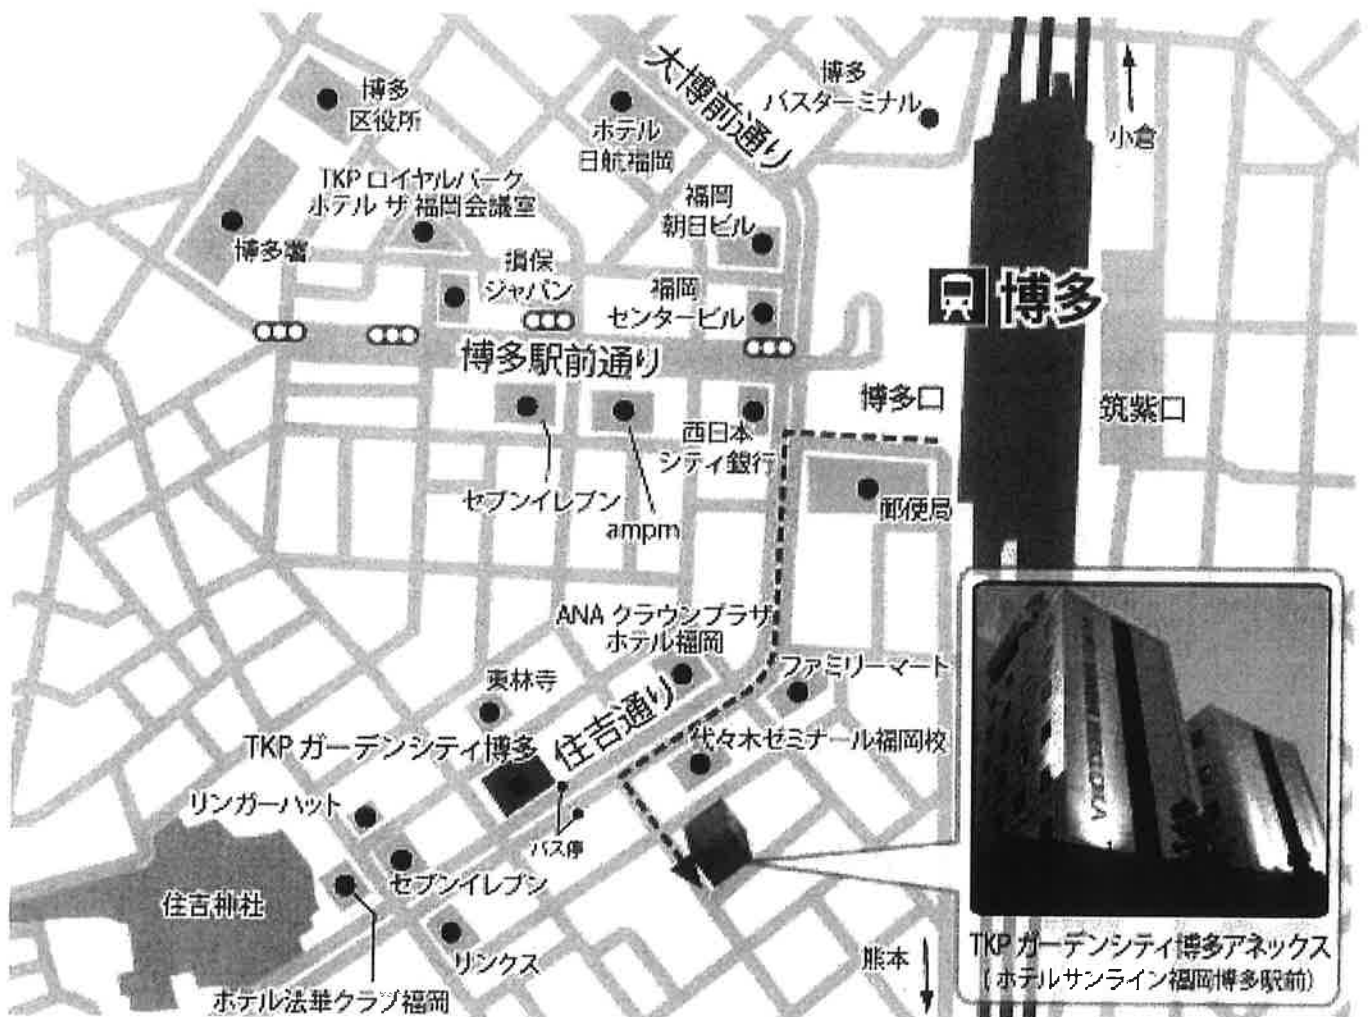 博多
区役所
大博前通り
博多
バスターミナル
小倉
ホテル
日航福岡
TKP ロイヤルパーク
ホテル ザ 福岡会議室
博多署
福岡
朝日ビル
損保
ジャパン
福岡
センタービル
博多
博多駅前通り
博多口
筑紫口
西日本
シティ銀行
セブンイレブン
ampm
郵便局
ANA クラウンプラザ
ホテル福岡
ファミリーマート
東林寺
住吉通り
代々木ゼミナール福岡校
TKP ガーデンシティ博多
リンガーハット
バス停
セブンイレブン
住吉神社
リンクス
ホテル法華クラブ福岡
熊本
TKP ガーデンシティ博多アネックス
(ホテルサンライン福岡博多駅前)